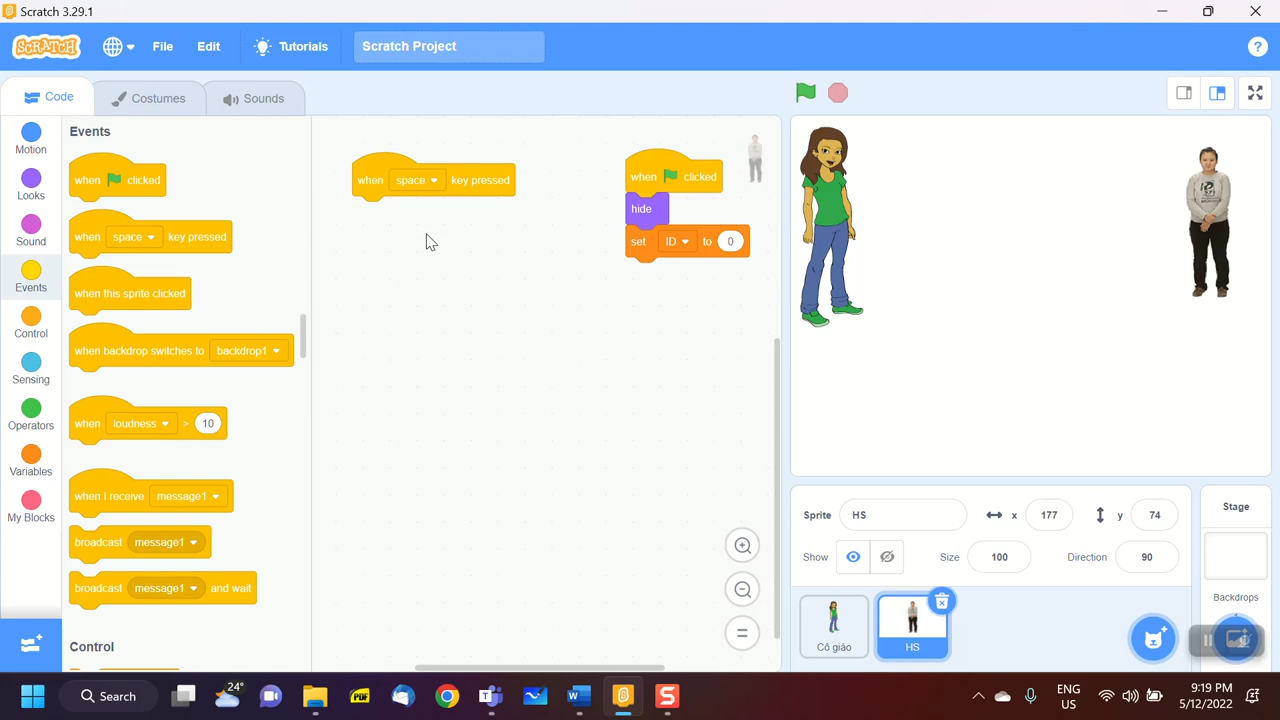 Scratch 3.29.1
SCRATCH File Edit Tutorials Scratch Project ?
Code Costumes Sounds
Motion
Looks
Sound
Events
Control
Sensing
Operators
Variables
My Blocks
Events
when clicked
when space key pressed
when this sprite clicked
when backdrop switches to backdrop1
when loudness > 10
when I receive message1
broadcast message1
broadcast message1 and wait
Control
when space key pressed
when clicked
hide
set ID to 0
Sprite HS x 177 y 74
Show Size 100 Direction 90
Cô giáo
HS
Stage
Backdrops
Search
24°
PDF
ENG
US
9:19 PM
5/12/2022